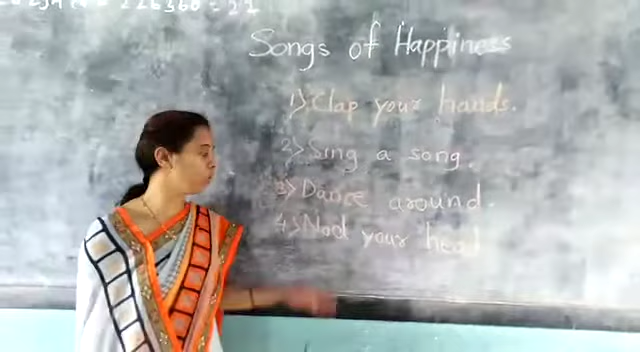 Songs of Happiness
1) Clap your hands.
2) Sing a song.
3) Dance around.
4) Nod your head